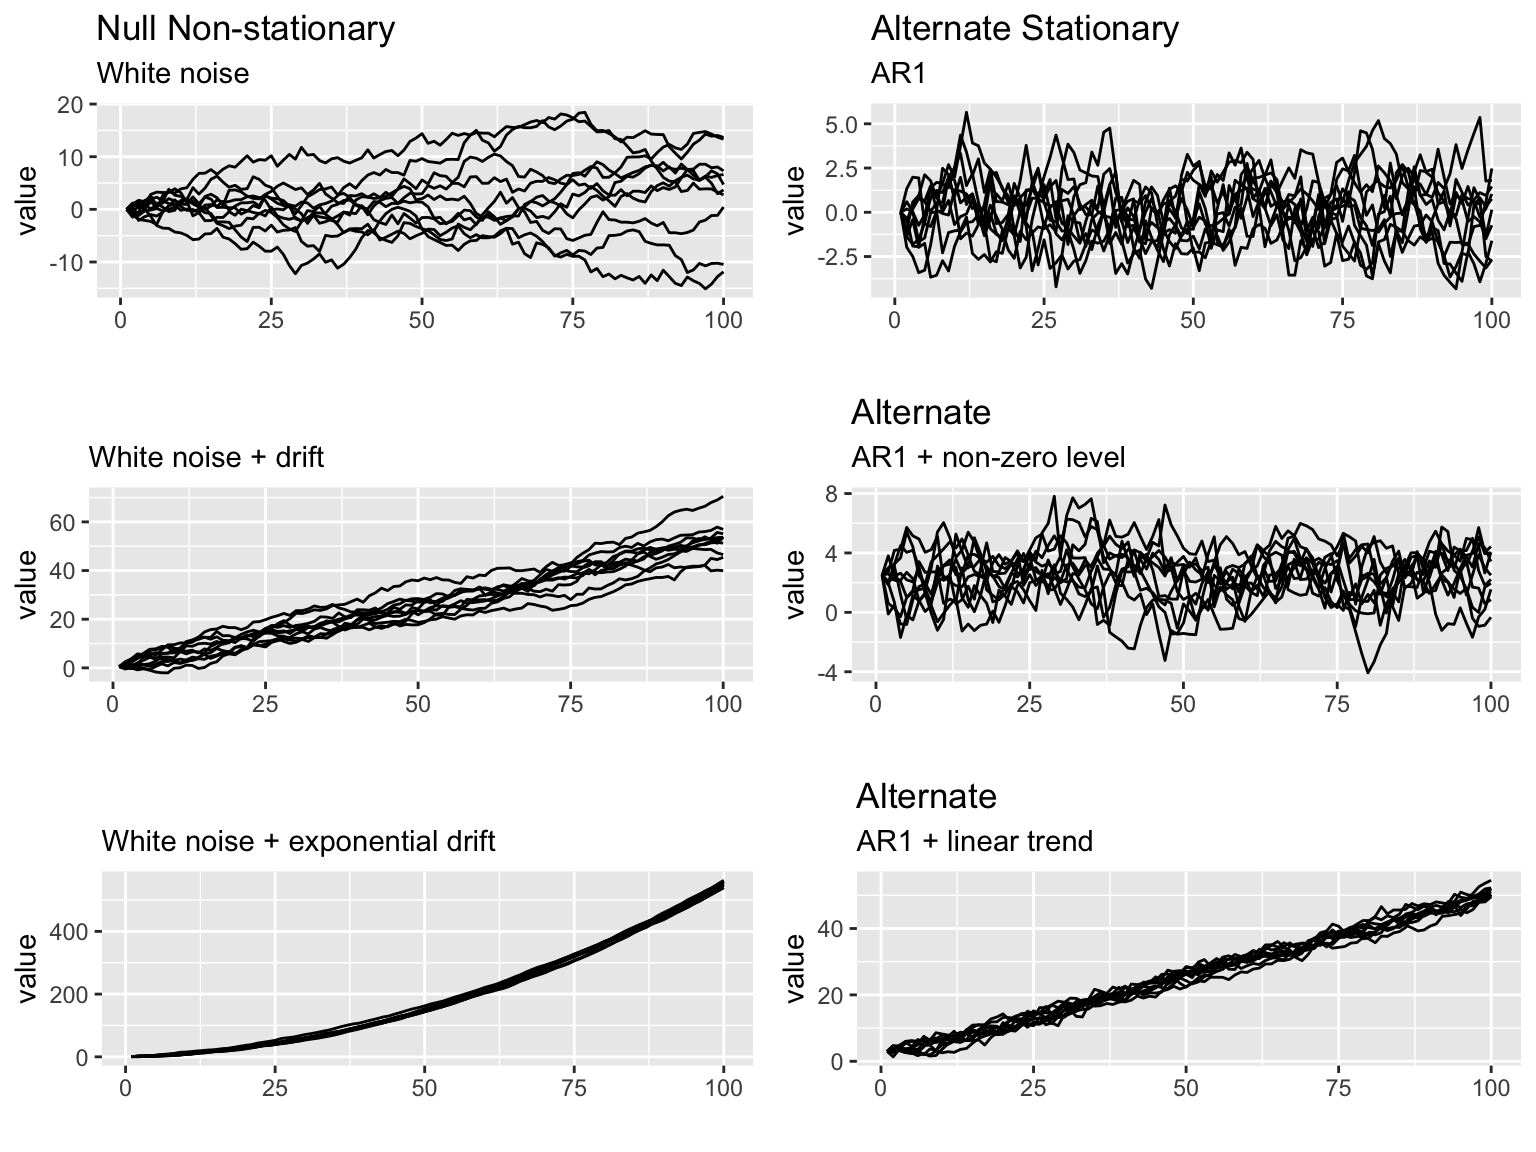 Null Non-stationary
White noise
value
20
10
0
-10
0 25 50 75 100
Alternate Stationary
AR1
value
5.0
2.5
0.0
-2.5
0 25 50 75 100
White noise + drift
value
60
40
20
0
0 25 50 75 100
Alternate
AR1 + non-zero level
value
8
4
0
-4
0 25 50 75 100
White noise + exponential drift
value
400
200
0
0 25 50 75 100
Alternate
AR1 + linear trend
value
40
20
0
0 25 50 75 100